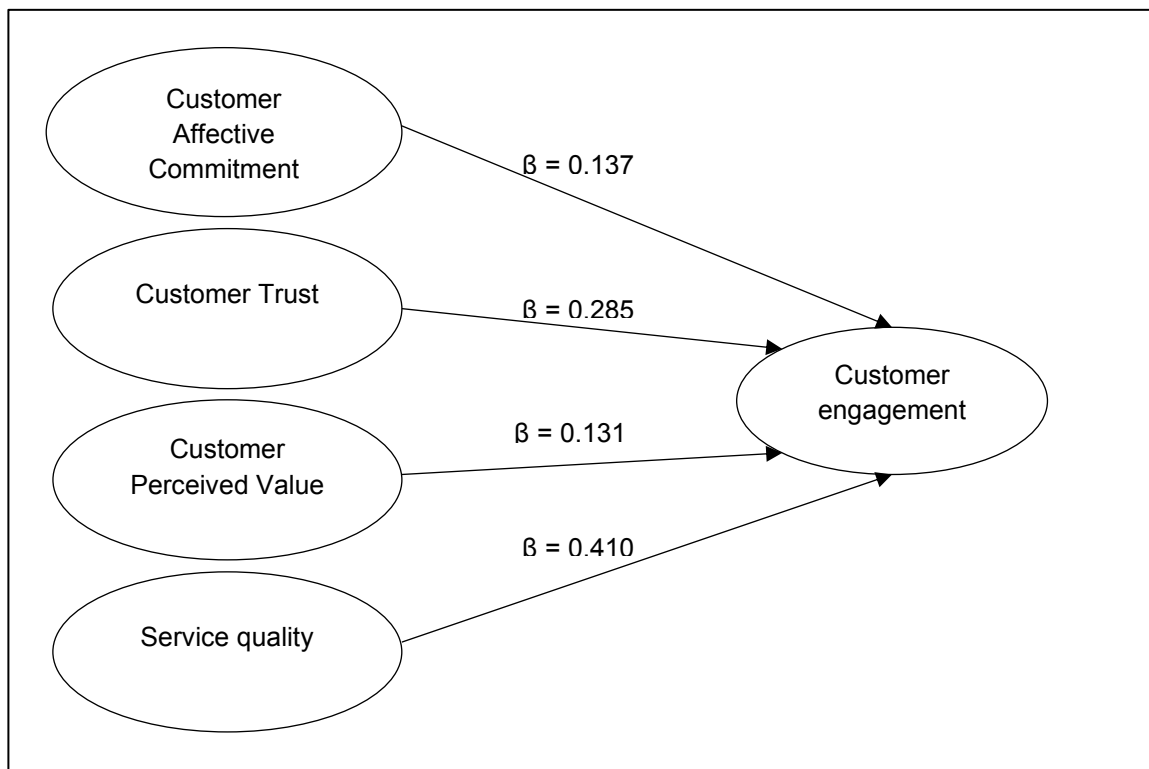 Customer
Affective
Commitment
ß = 0.137
Customer Trust
ß = 0.285
Customer
engagement
Customer
Perceived Value
ß = 0.131
ß = 0.410
Service quality